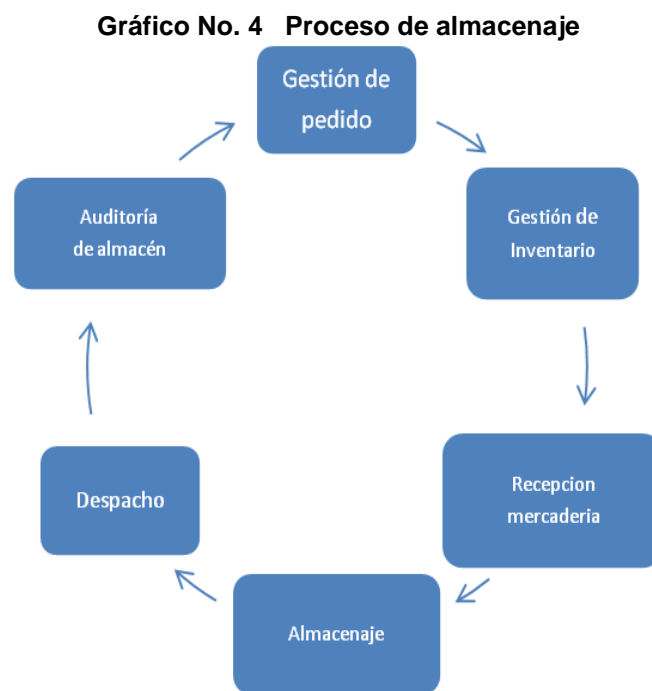 Gráfico No. 4   Proceso de almacenaje
Gestión de
pedido
Gestión de
Inventario
Recepcion
mercaderia
Almacenaje
Despacho
Auditoría
de almacén